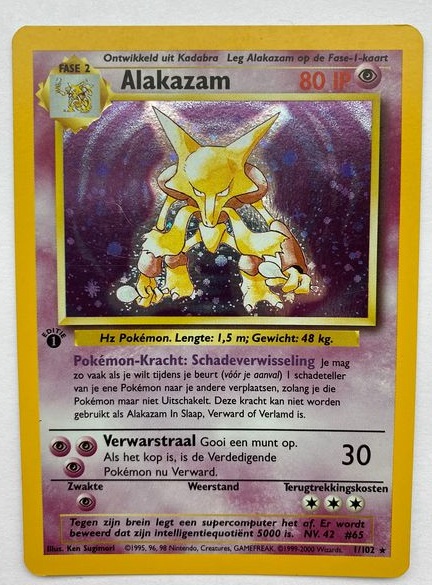 Ontwikkeld uit Kadabra Leg Alakazam op de Fase-1-kaart
FASE 2
Alakazam 80 IP
EDITIE
1
Hz Pokémon. Lengte: 1,5 m; Gewicht: 48 kg.
Pokémon-Kracht: Schadeverwisseling Je mag
zo vaak als je wilt tijdens je beurt (vóór je aanval) 1 schadeteller
van je ene Pokémon naar je andere verplaatsen, zolang je die
Pokémon maar niet Uitschakelt. Deze kracht kan niet worden
gebruikt als Alakazam In Slaap, Verward of Verlamd is.
Verwarstraal Gooi een munt op.
Als het kop is, is de Verdedigende
Pokémon nu Verward.
30
Zwakte Weerstand Terugtrekkingskosten
Tegen zijn brein legt een supercomputer het af. Er wordt
beweerd dat zijn intelligentiequotiënt 5000 is. NV. 42 #65
Illus. Ken Sugimori ©1995, 96, 98 Nintendo, Creatures, GAMEFREAK. ©1999-2000 Wizards. 1/102 ★